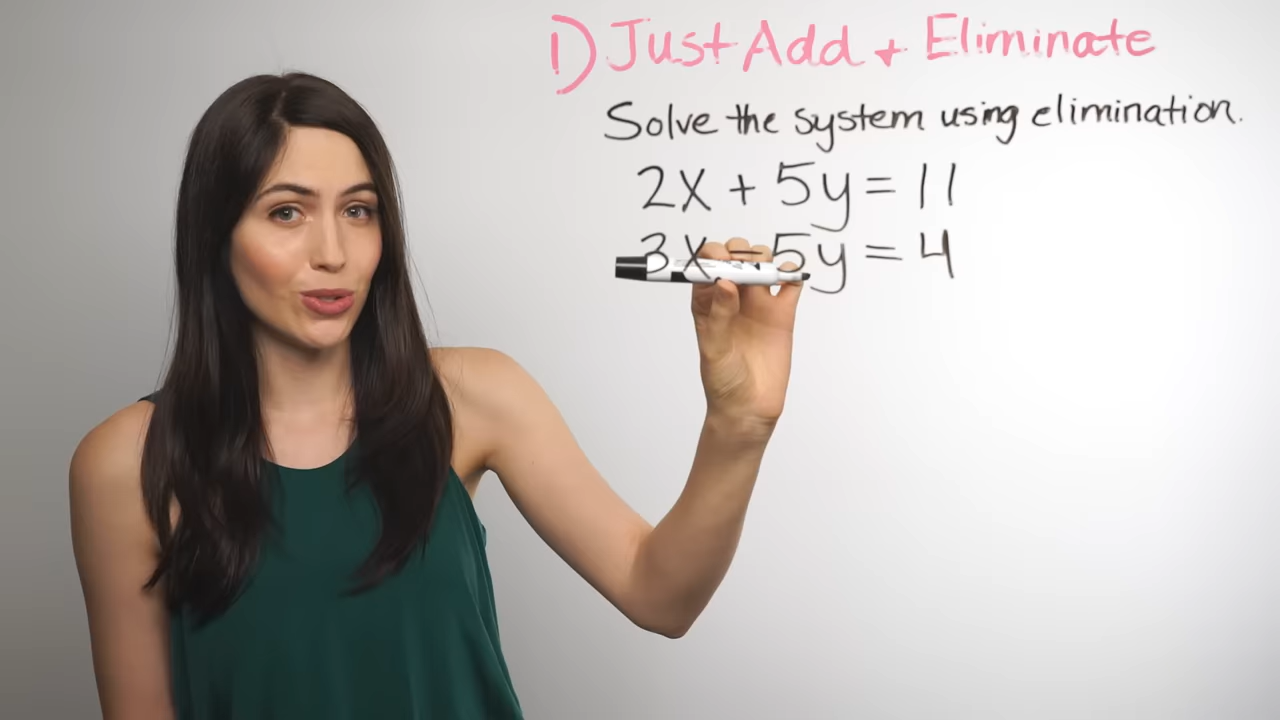 1) Just Add + Eliminate
Solve the system using elimination.
2x + 5y = 11
3x - 5y = 4